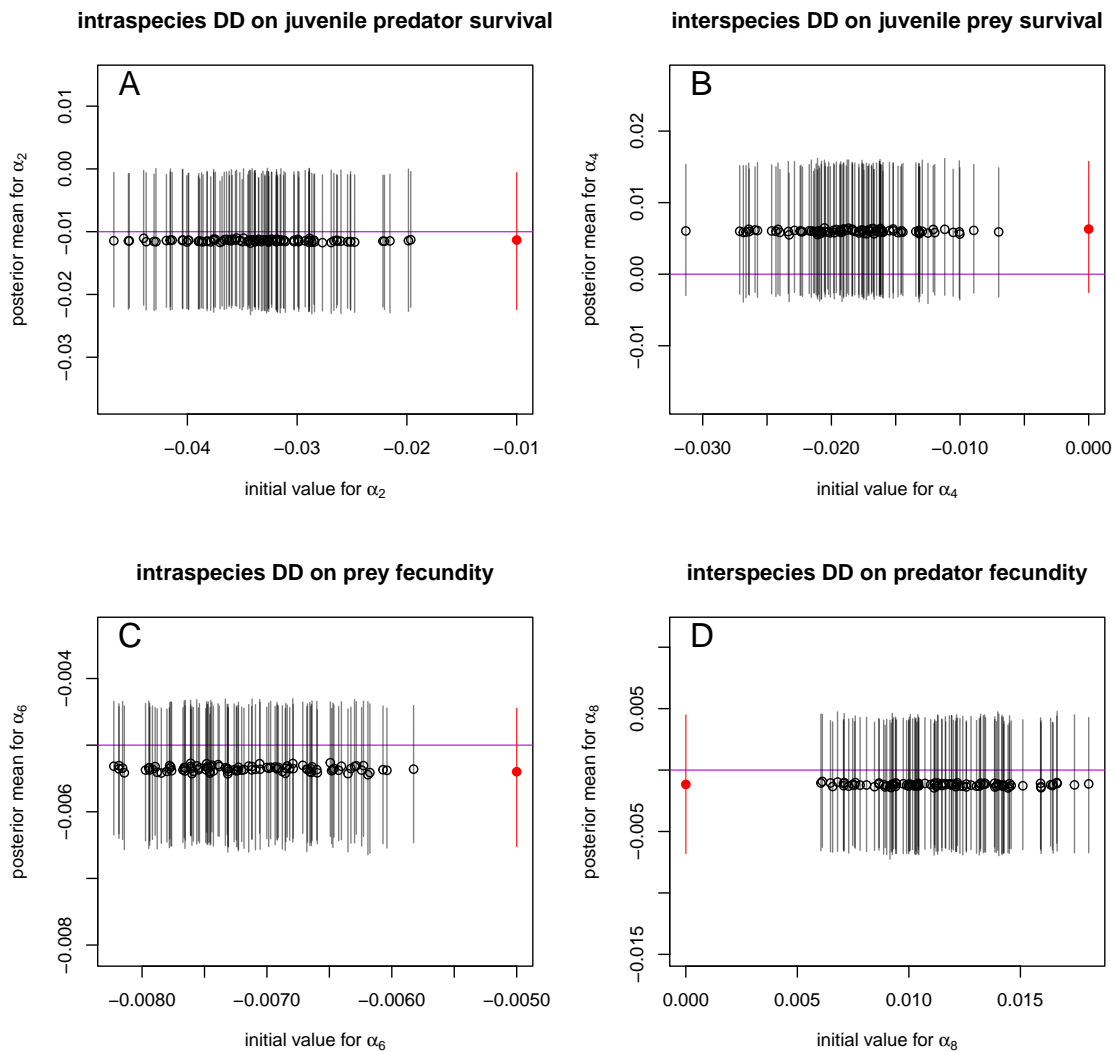 intraspecies DD on juvenile predator survival
A
0.01
0.00
−0.01
−0.02
−0.03
posterior mean for α2
−0.04
−0.03
−0.02
−0.01
initial value for α2
interspecies DD on juvenile prey survival
B
0.02
0.01
0.00
−0.01
posterior mean for α4
−0.030
−0.020
−0.010
0.000
initial value for α4
intraspecies DD on prey fecundity
C
−0.004
−0.006
−0.008
posterior mean for α6
−0.0080
−0.0070
−0.0060
−0.0050
initial value for α6
interspecies DD on predator fecundity
D
0.005
−0.005
−0.015
posterior mean for α8
0.000
0.005
0.010
0.015
initial value for α8